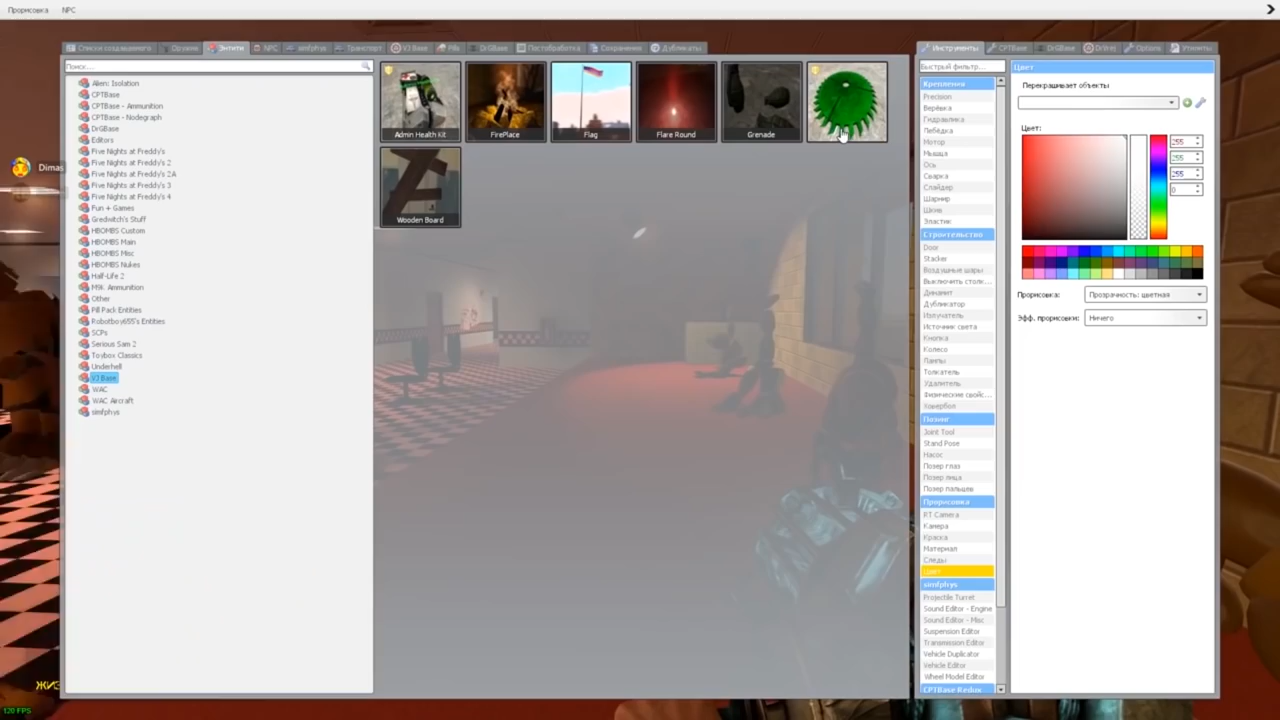 Прорисовка NPC
Списки создаваемого Оружие Энтити NPC simfphys Транспорт VJ Base Pills DrGBase Постобработка Сохранения Дубликаты
Инструменты CPTBase DrGBase DrVrej Options Утилиты
Поиск...
Alien: Isolation
CPTBase
CPTBase - Ammunition
CPTBase - Nodegraph
DrGBase
Editors
Five Nights at Freddy's
Five Nights at Freddy's 2
Five Nights at Freddy's 2A
Five Nights at Freddy's 3
Five Nights at Freddy's 4
Fun + Games
Gredwitch's Stuff
HBOMBS Custom
HBOMBS Main
HBOMBS Misc
HBOMBS Nukes
Half-Life 2
M9K Ammunition
Other
Pill Pack Entities
Robotboy655's Entities
SCPs
Serious Sam 2
Toybox Classics
Underhell
VJ Base
WAC
WAC Aircraft
simfphys
Admin Health Kit
FirePlace
Flag
Flare Round
Grenade
Wooden Board
Dimas
ЖИЗ
120 FPS
Быстрый фильтр...
Крепления
Precision
Верёвка
Гидравлика
Лебёдка
Мотор
Мышца
Ось
Сварка
Слайдер
Шарнир
Шкив
Эластик
Строительство
Door
Stacker
Воздушные шары
Выключить столк...
Динамит
Дубликатор
Излучатель
Источник света
Кнопка
Колесо
Лампы
Толкатель
Удалитель
Физические свойс...
Ховербол
Позинг
Joint Tool
Stand Pose
Насос
Позер глаз
Позер лица
Позер пальцев
Прорисовка
RT Camera
Камера
Краска
Материал
Следы
Цвет
simfphys
Projectile Turret
Sound Editor - Engine
Sound Editor - Misc
Suspension Editor
Transmission Editor
Vehicle Duplicator
Vehicle Editor
Wheel Model Editor
CPTBase Redux
Цвет
Перекрашивает объекты
Цвет:
255
255
255
0
Прорисовка: Прозрачность: цветная
Эфф. прорисовки: Ничего